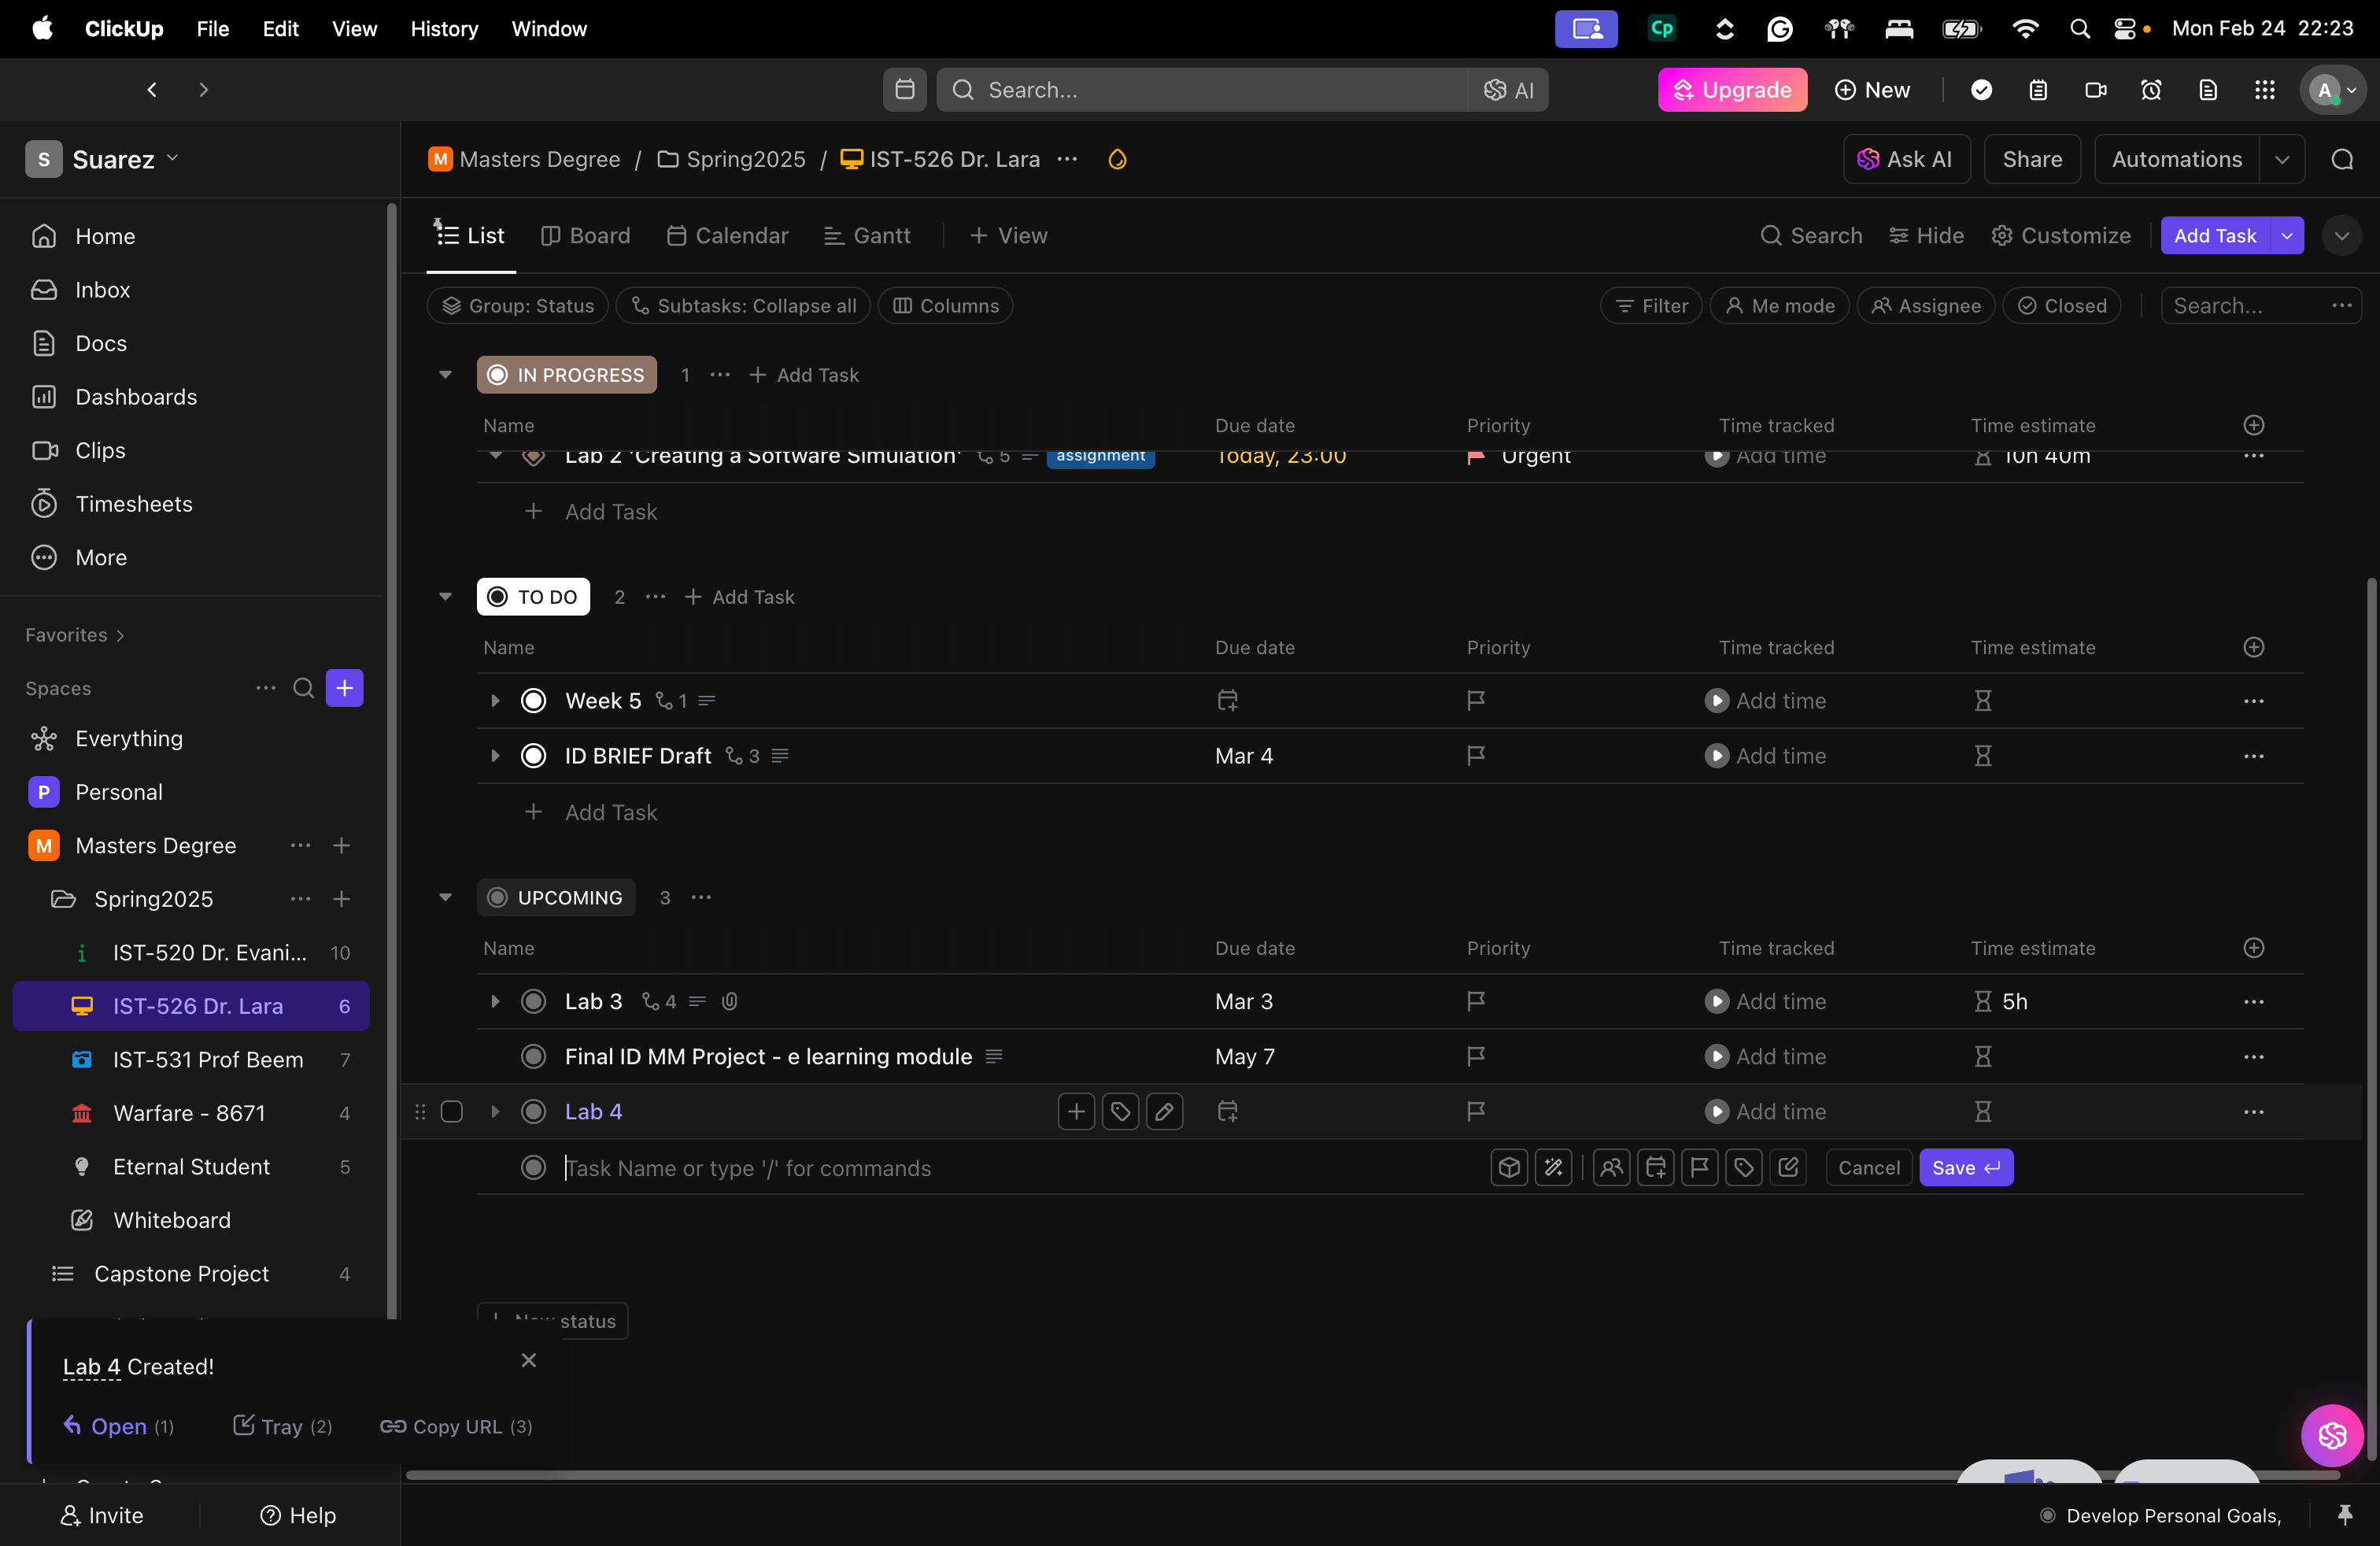 ClickUp File Edit View History Window Cp Mon Feb 24 22:23
Search... AI Upgrade New A
S Suarez
M Masters Degree / Spring2025 / IST-526 Dr. Lara ... Ask AI Share Automations
List Board Calendar Gantt + View Search Hide Customize Add Task
Group: Status Subtasks: Collapse all Columns Filter Me mode Assignee Closed Search... ...
Home
Inbox
Docs
Dashboards
Clips
Timesheets
More
Favorites >
Spaces ... +
Everything
P Personal
M Masters Degree ... +
Spring2025 ... +
IST-520 Dr. Evani... 10
IST-526 Dr. Lara 6
IST-531 Prof Beem 7
Warfare - 8671 4
Eternal Student 5
Whiteboard
Capstone Project 4
IN PROGRESS 1 ... + Add Task
Name Due date Priority Time tracked Time estimate
Lab 2 'Creating a Software Simulation' 5 assignment Today, 23:00 Urgent Add time 10h 40m ...
+ Add Task
TO DO 2 ... + Add Task
Name Due date Priority Time tracked Time estimate
Week 5 1 Add time ...
ID BRIEF Draft 3 Mar 4 Add time ...
+ Add Task
UPCOMING 3 ...
Name Due date Priority Time tracked Time estimate
Lab 3 4 Mar 3 Add time 5h ...
Final ID MM Project - e learning module May 7 Add time ...
Lab 4 Add time ...
Task Name or type '/' for commands Cancel Save
status
Lab 4 Created!
Open (1) Tray (2) Copy URL (3)
Invite Help
Develop Personal Goals,